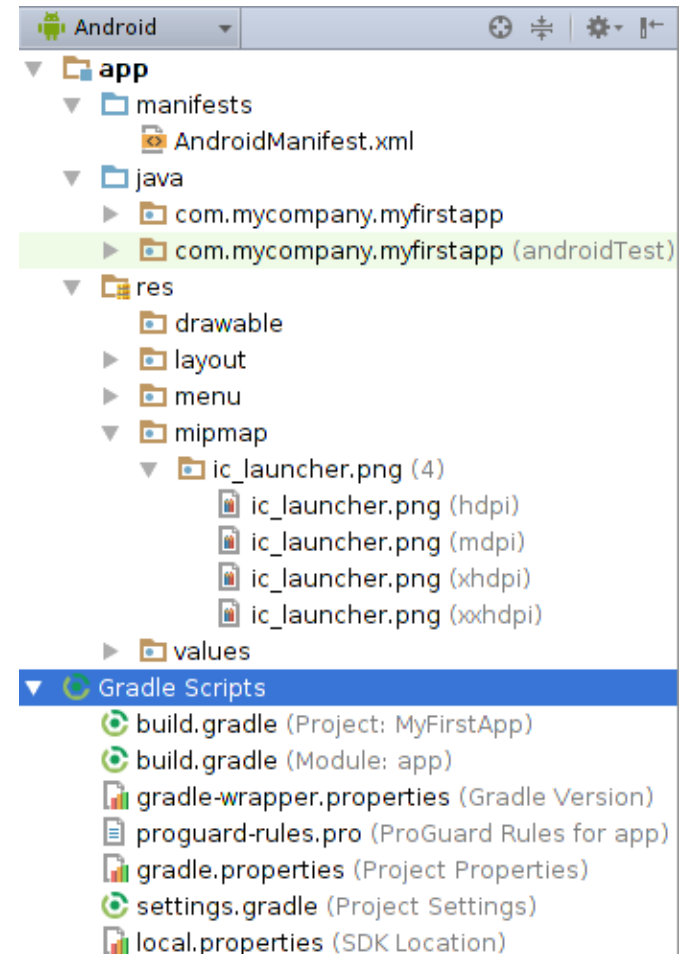 Android
app
manifests
AndroidManifest.xml
java
com.mycompany.myfirstapp
com.mycompany.myfirstapp (androidTest)
res
drawable
layout
menu
mipmap
ic_launcher.png (4)
ic_launcher.png (hdpi)
ic_launcher.png (mdpi)
ic_launcher.png (xhdpi)
ic_launcher.png (xxhdpi)
values
Gradle Scripts
build.gradle (Project: MyFirstApp)
build.gradle (Module: app)
gradle-wrapper.properties (Gradle Version)
proguard-rules.pro (ProGuard Rules for app)
gradle.properties (Project Properties)
settings.gradle (Project Settings)
local.properties (SDK Location)